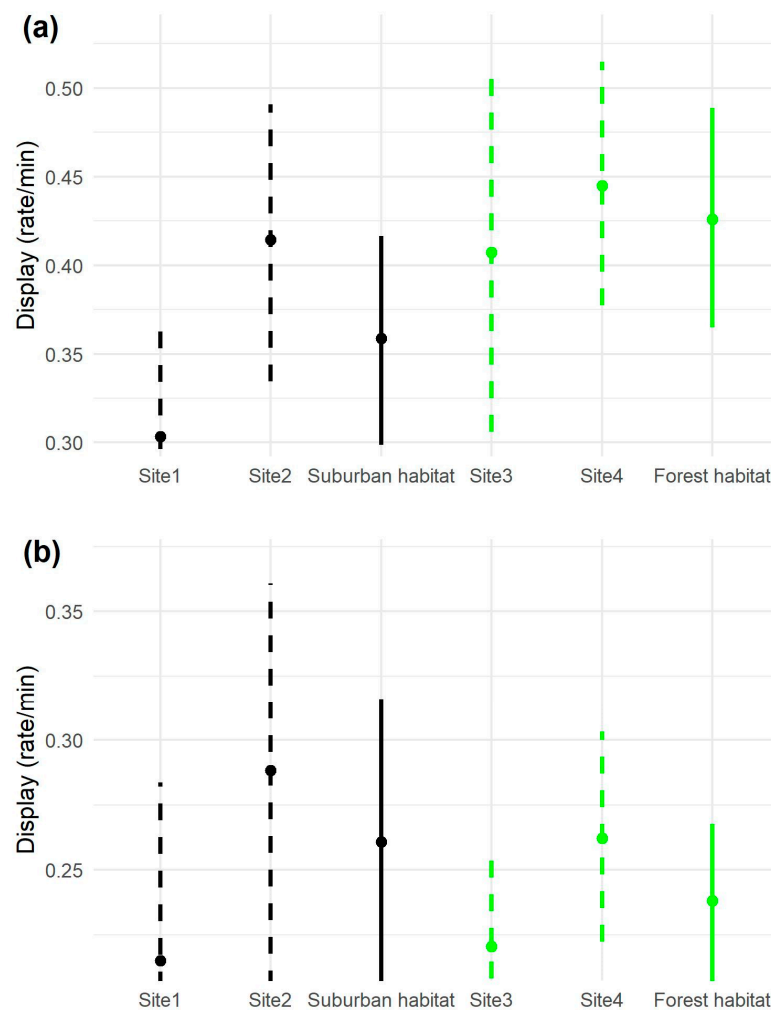 (a)
Display (rate/min)
0.50
0.45
0.40
0.35
0.30
Site1 Site2 Suburban habitat Site3 Site4 Forest habitat
(b)
Display (rate/min)
0.35
0.30
0.25
Site1 Site2 Suburban habitat Site3 Site4 Forest habitat